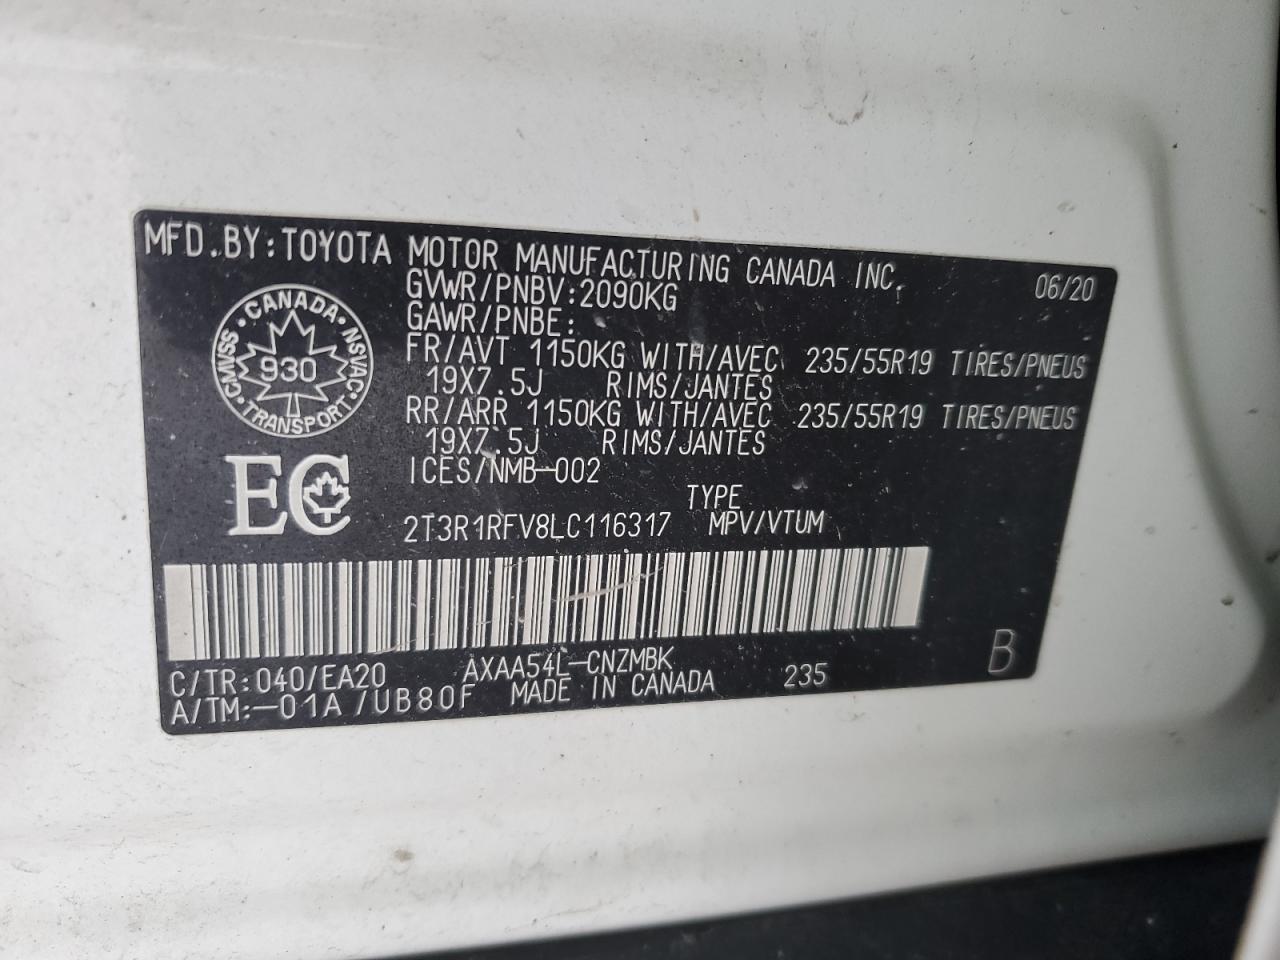 MFD. BY: TOYOTA MOTOR MANUFACTURING CANADA INC. 06/20
GVWR/PNBV: 2090KG
GAWR/PNBE:
FR/AVT 1150KG WITH/AVEC 235/55R19 TIRES/PNEUS
19X7.5J RIMS/JANTES
RR/ARR 1150KG WITH/AVEC 235/55R19 TIRES/PNEUS
19X7.5J RIMS/JANTES
ICES/NMB-002
CANADA • NSVAC • TRANSPORT • CMVSS •
930
EC
TYPE
2T3R1RFV8LC116317 MPV/VTUM
C/TR: 040/EA20 AXAA54L-CNZMBK
A/TM: -01A /UB80F MADE IN CANADA 235
B